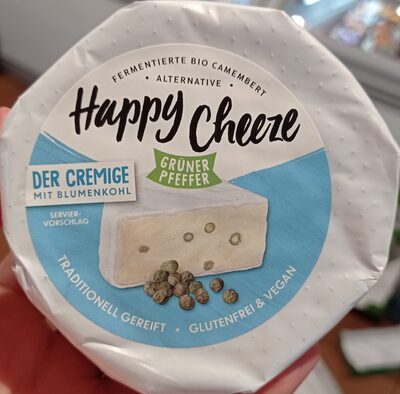 FERMENTIERTE BIO CAMEMBERT
• ALTERNATIVE •
Happy Cheeze
GRÜNER
PFEFFER
DER CREMIGE
MIT BLUMENKOHL
SERVIER-
VORSCHLAG
TRADITIONELL GEREIFT • GLUTENFREI & VEGAN